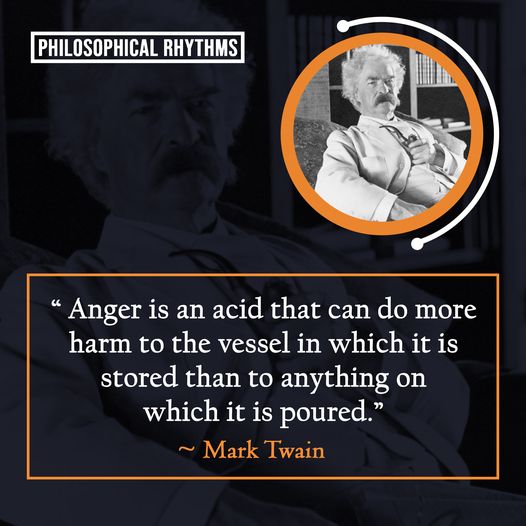 PHILOSOPHICAL RHYTHMS
“ Anger is an acid that can do more
harm to the vessel in which it is
stored than to anything on
which it is poured.”
~ Mark Twain